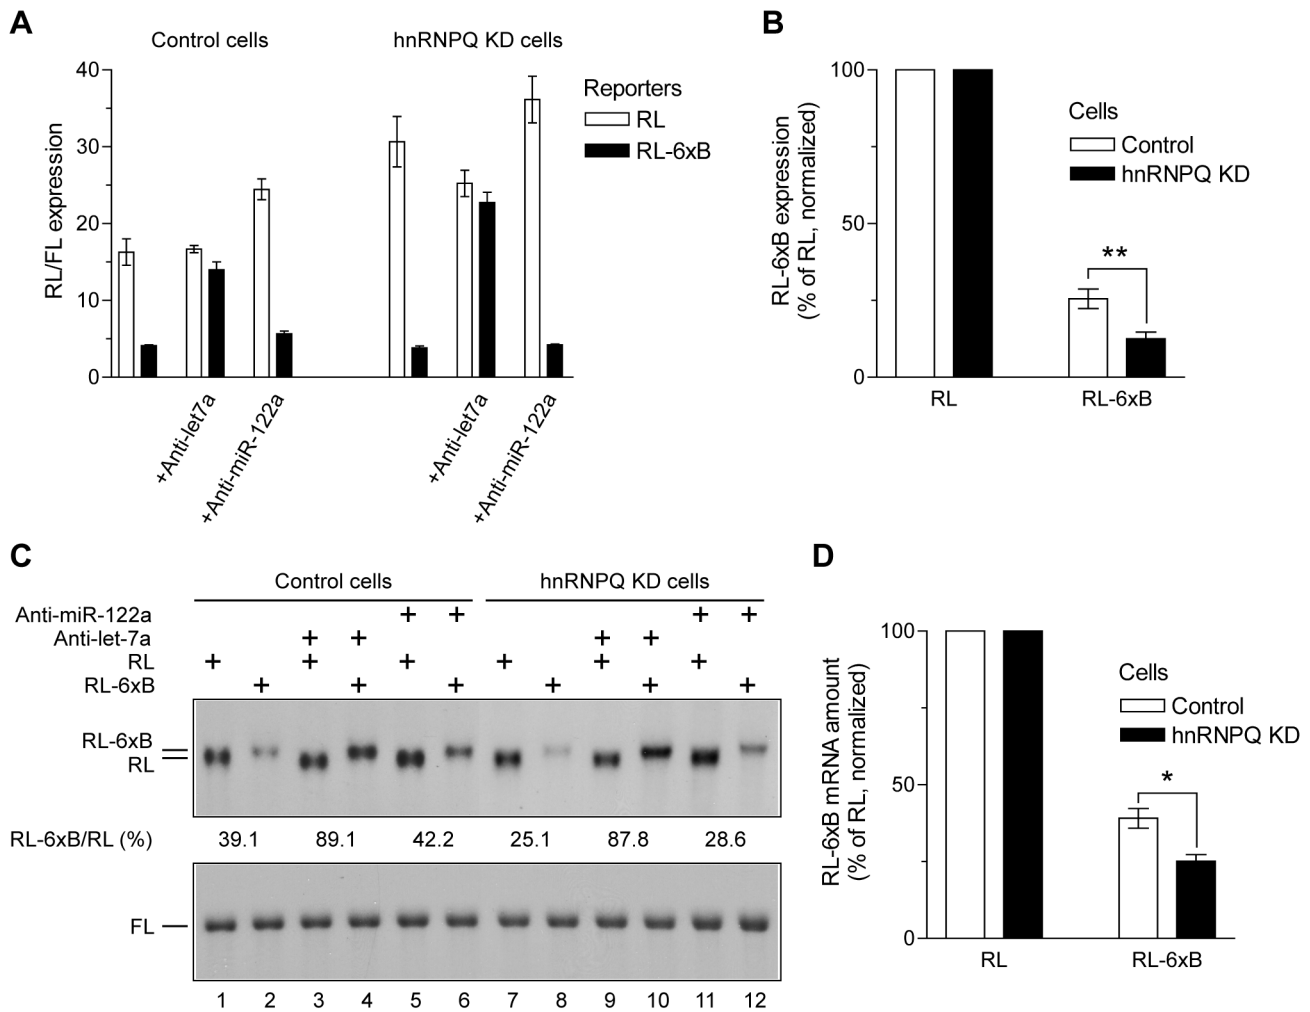 A
Control cells
hnRNPQ KD cells
RL/FL expression
40
30
20
10
0
+Anti-let7a
+Anti-miR-122a
+Anti-let7a
+Anti-miR-122a
Reporters
RL
RL-6xB
B
RL-6xB expression
(% of RL, normalized)
100
50
0
**
RL
RL-6xB
Cells
Control
hnRNPQ KD
C
Control cells
hnRNPQ KD cells
Anti-miR-122a + + + +
Anti-let-7a + + + +
RL + + + + + +
RL-6xB + + + + + +
RL-6xB
RL
RL-6xB/RL (%) 39.1 89.1 42.2 25.1 87.8 28.6
FL
1 2 3 4 5 6 7 8 9 10 11 12
D
RL-6xB mRNA amount
(% of RL, normalized)
100
50
0
*
RL
RL-6xB
Cells
Control
hnRNPQ KD